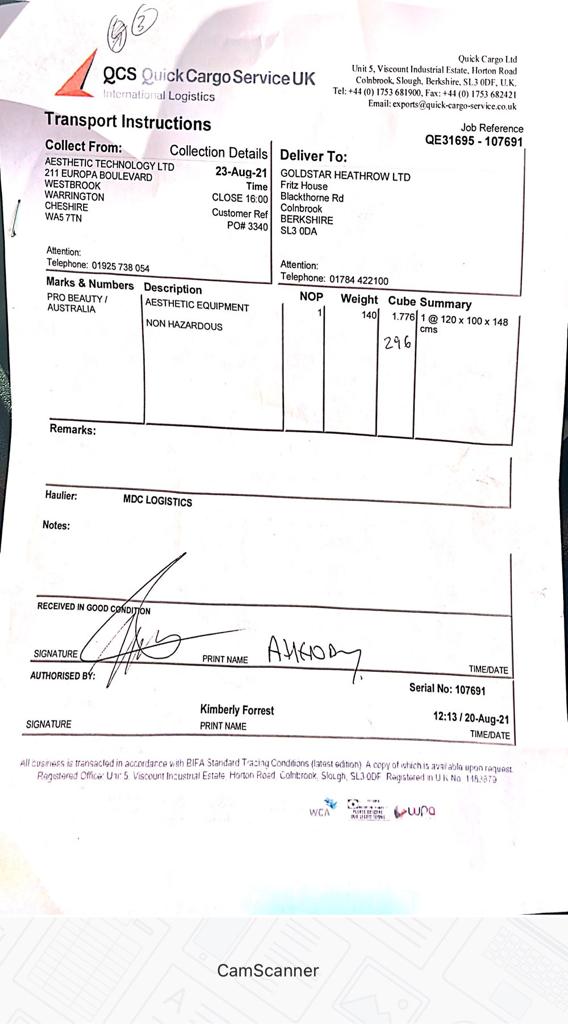 3
QCS Quick Cargo Service UK
International Logistics
Quick Cargo Ltd
Unit 5, Viscount Industrial Estate, Horton Road
Colnbrook, Slough, Berkshire, SL3 0DF, U.K.
Tel: +44 (0) 1753 681900, Fax: +44 (0) 1753 682421
Email: exports@quick-cargo-service.co.uk
Transport Instructions
Job Reference
QE31695 - 107691
Collect From:
Collection Details
AESTHETIC TECHNOLOGY LTD
211 EUROPA BOULEVARD
WESTBROOK
WARRINGTON
CHESHIRE
WA5 7TN
23-Aug-21
Time
CLOSE 16:00
Customer Ref
PO# 3340
Attention:
Telephone: 01925 738 054
Deliver To:
GOLDSTAR HEATHROW LTD
Fritz House
Blackthorne Rd
Colnbrook
BERKSHIRE
SL3 0DA
Attention:
Telephone: 01784 422100
Marks & Numbers Description NOP Weight Cube Summary
PRO BEAUTY /
AUSTRALIA
AESTHETIC EQUIPMENT
NON HAZARDOUS
1
140
1.776
1 @ 120 x 100 x 148
cms
296
Remarks:
Haulier: MDC LOGISTICS
Notes:
RECEIVED IN GOOD CONDITION
SIGNATURE PRINT NAME TIME/DATE
AUTHORISED BY:
Serial No: 107691
Kimberly Forrest 12:13 / 20-Aug-21
SIGNATURE PRINT NAME TIME/DATE
All business is transacted in accordance with BIFA Standard Trading Conditions (latest edition). A copy of which is available upon request.
Registered Office: Unit 5, Viscount Industrial Estate, Horton Road, Colnbrook, Slough, SL3 0DF Registered in U.K No.
WCA
wpa
CamScanner